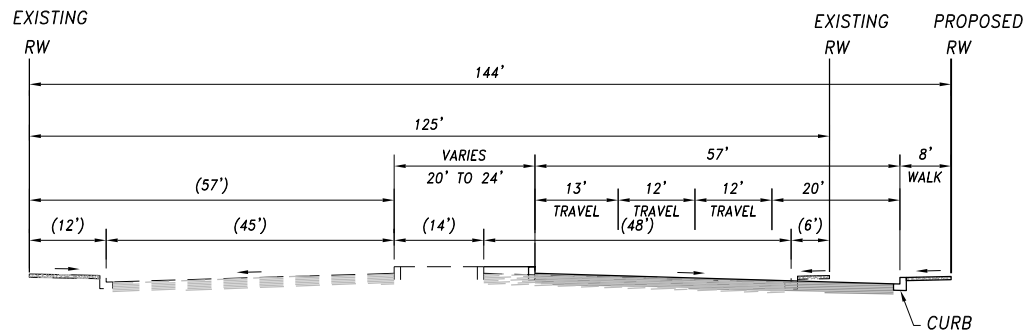 EXISTING EXISTING PROPOSED
RW RW RW
144’
125’
VARIES 57’ 8’
(57’) 20’ TO 24’ WALK
13’ 12’ 12’ 20’
TRAVEL TRAVEL TRAVEL
(12’) (45’) (14’) (48’) (6’)
CURB